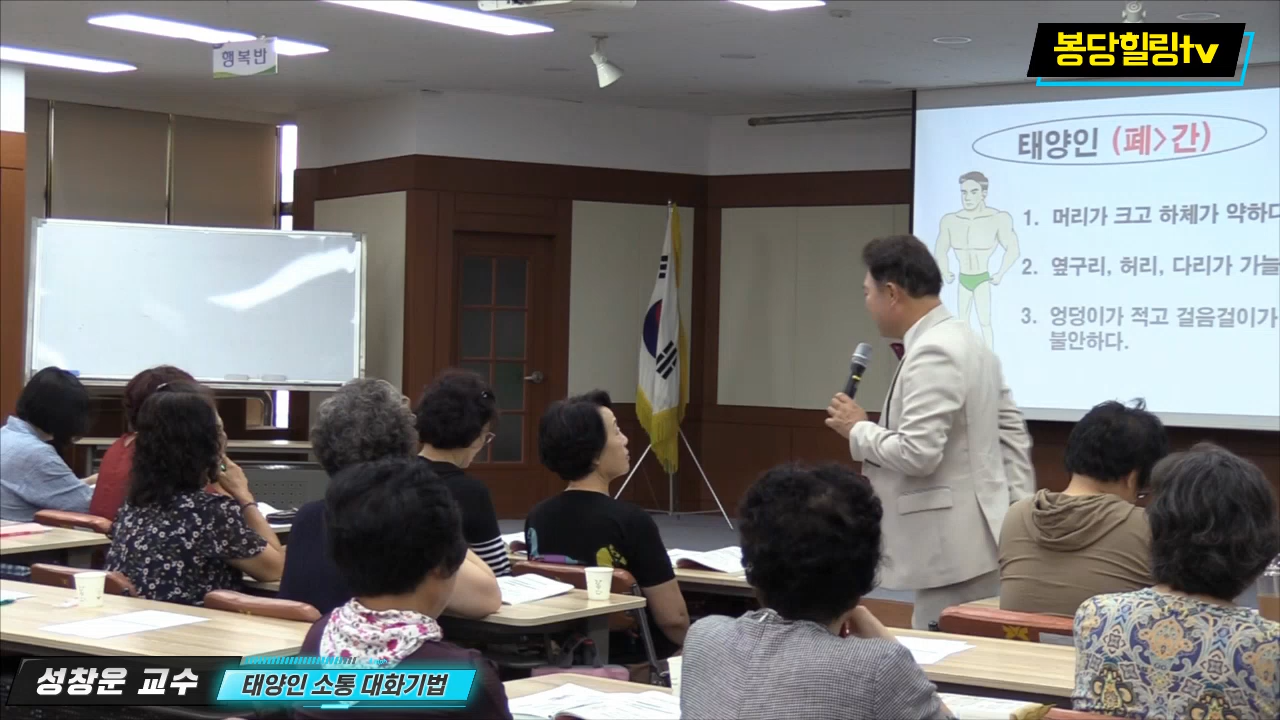 행복반
봉당힐링tv
태양인 (폐>간)
1. 머리가 크고 하체가 약하다
2. 옆구리, 허리, 다리가 가늘
3. 엉덩이가 적고 걸음걸이가
불안하다.
성창운 교수
태양인 소통 대화기법